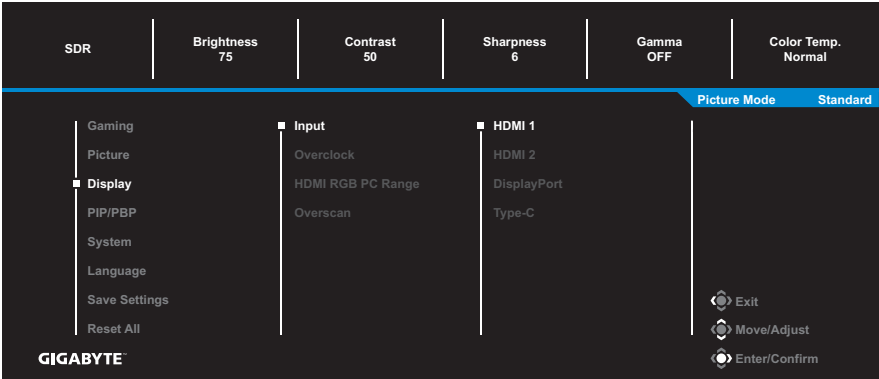 SDR
Brightness
75
Contrast
50
Sharpness
6
Gamma
OFF
Color Temp.
Normal
Picture Mode Standard
Gaming
Picture
Display
PIP/PBP
System
Language
Save Settings
Reset All
Input
Overclock
HDMI RGB PC Range
Overscan
HDMI 1
HDMI 2
DisplayPort
Type-C
Exit
Move/Adjust
Enter/Confirm
GIGABYTE™